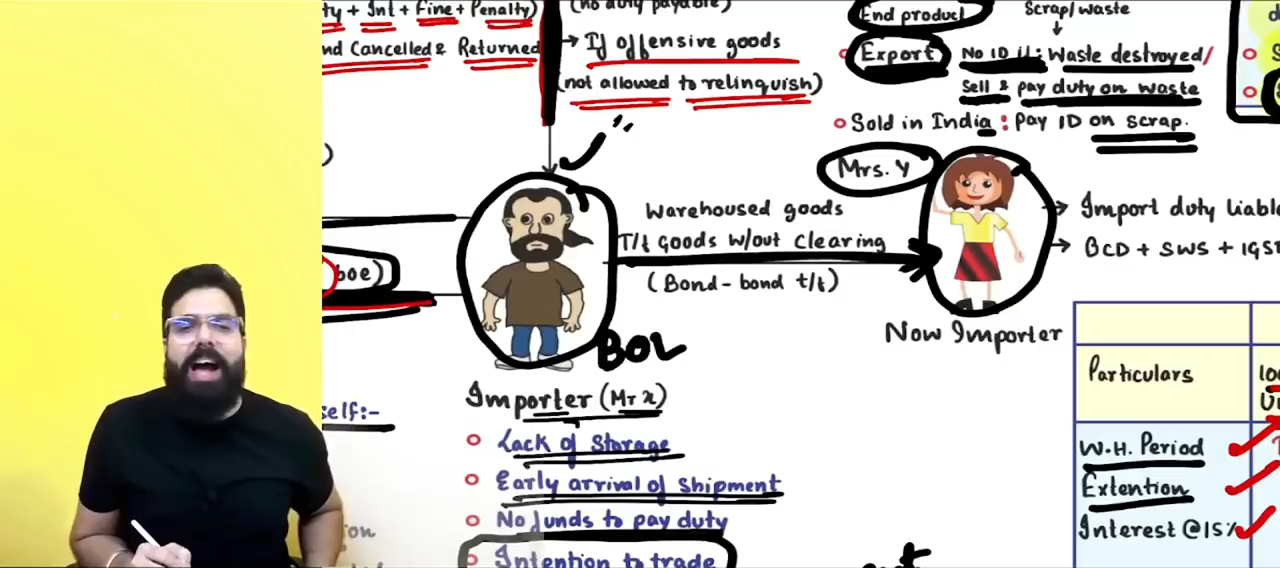 ty + Int + Fine + Penalty)
nd Cancelled & Returned
(no duty payable)
→ If offensive goods
(not allowed to relinquish)
End product
Scrap/waste
Export
No ID if: Waste destroyed/
Sell & pay duty on waste
Sold in India : Pay ID on scrap.
Mrs. Y
Warehoused goods
T/f goods w/out clearing
(Bond-bond t/f)
→ Import duty liable
→ BCD + SWS + IGST
boe)
BOL
Now Importer
Importer (Mr x)
self:-
Lack of Storage
Early arrival of shipment
No funds to pay duty
Intention to trade
Particulars
100
W.H. Period
Extention
Interest @15%